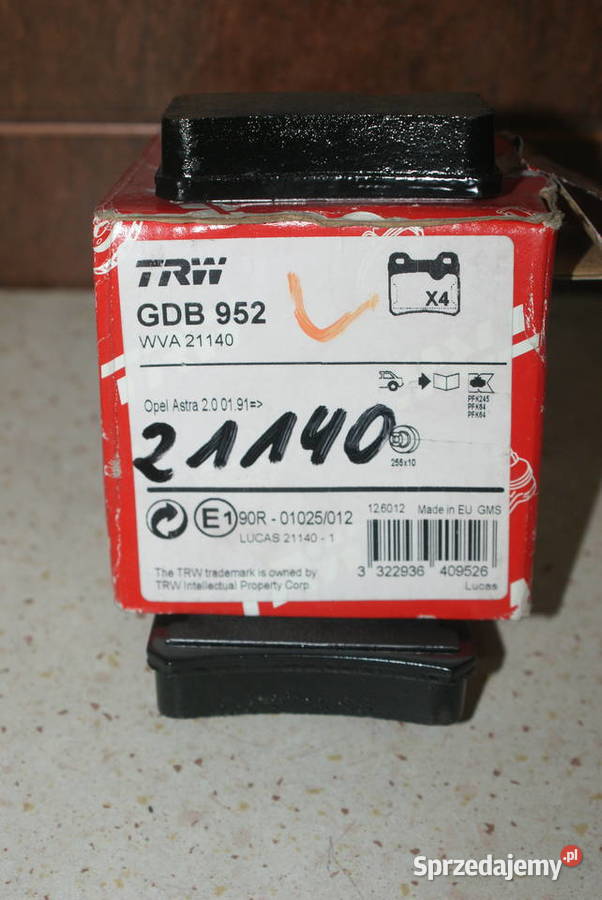 TRW
GDB 952
WVA 21140
X4
PFK245
PFK64
PFK64
Opel Astra 2.0 01.91=>
21140
256x10
E1 90R - 01025/012
LUCAS 21140 - 1
126012 Made in EU GMS
3 322936 409526
Lucas
The TRW trademark is owned by
TRW Intellectual Property Corp.
Sprzedajemy.pl